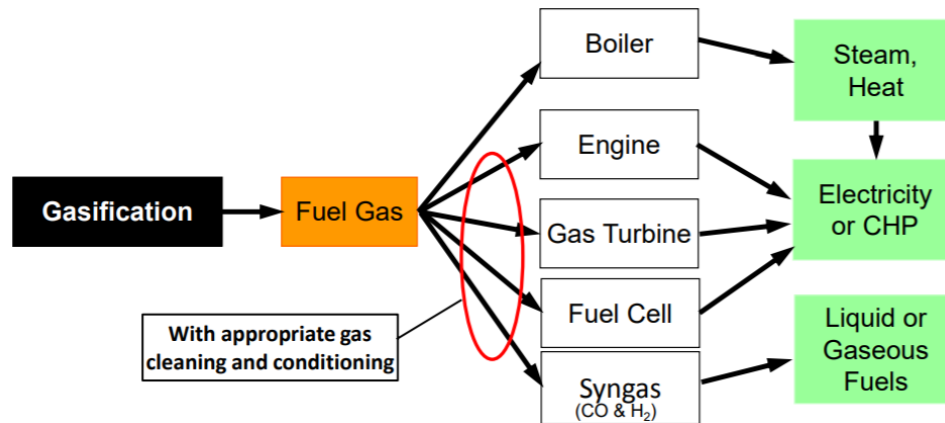 Boiler
Steam,
Heat
Engine
Gasification
Fuel Gas
Gas Turbine
Electricity
or CHP
Fuel Cell
With appropriate gas
cleaning and conditioning
Liquid or
Gaseous
Fuels
Syngas
(CO & H₂)